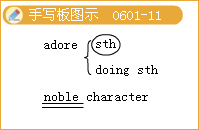 手写板图示 0601-11
adore sth
doing sth
noble character